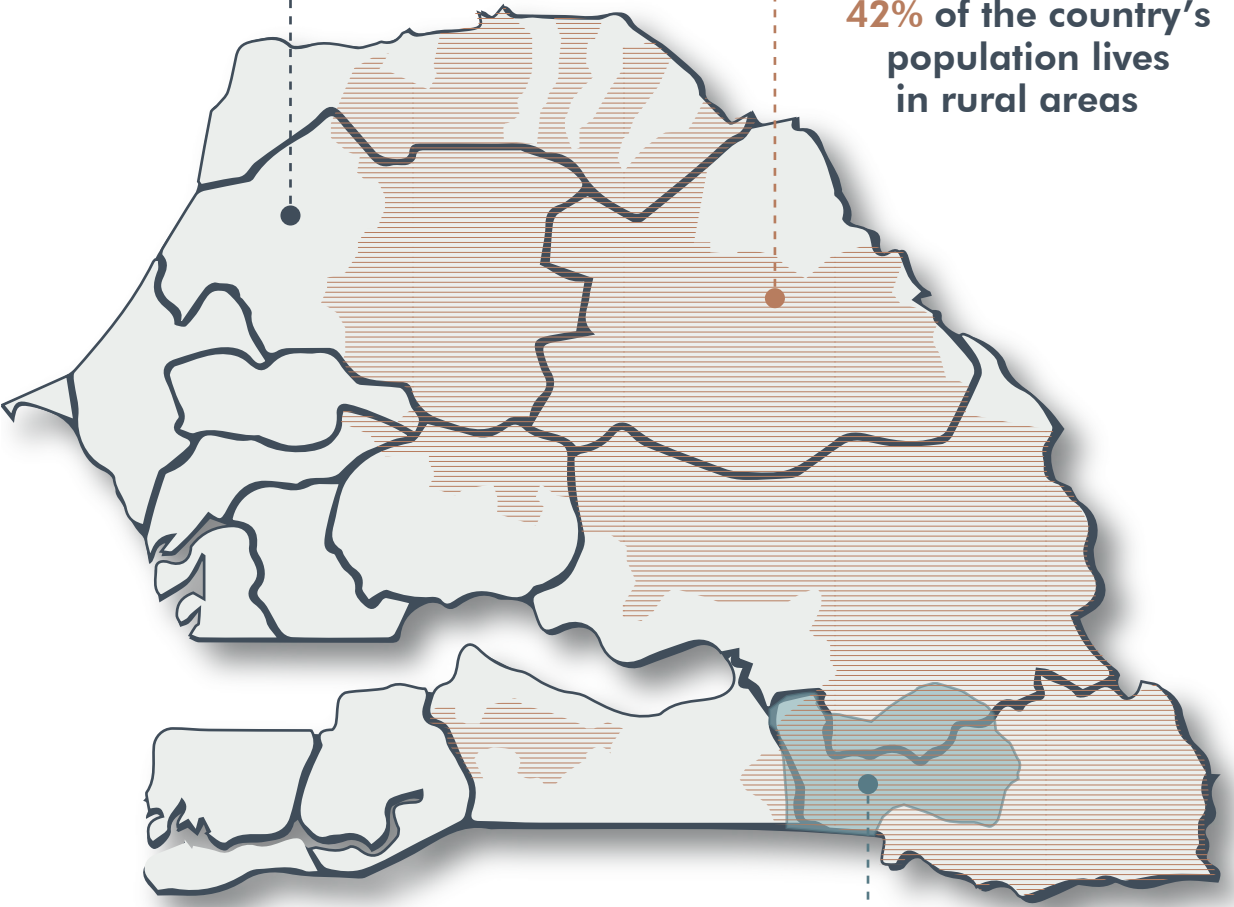 42% of the country’s
population lives
in rural areas